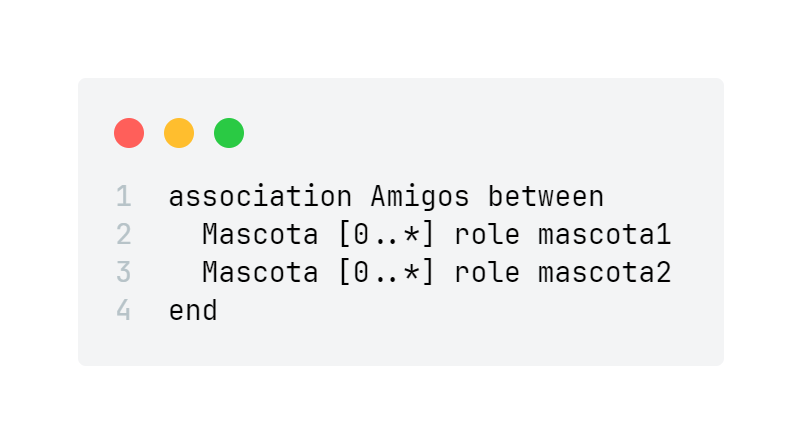 1 association Amigos between
2   Mascota [0..*] role mascota1
3   Mascota [0..*] role mascota2
4 end